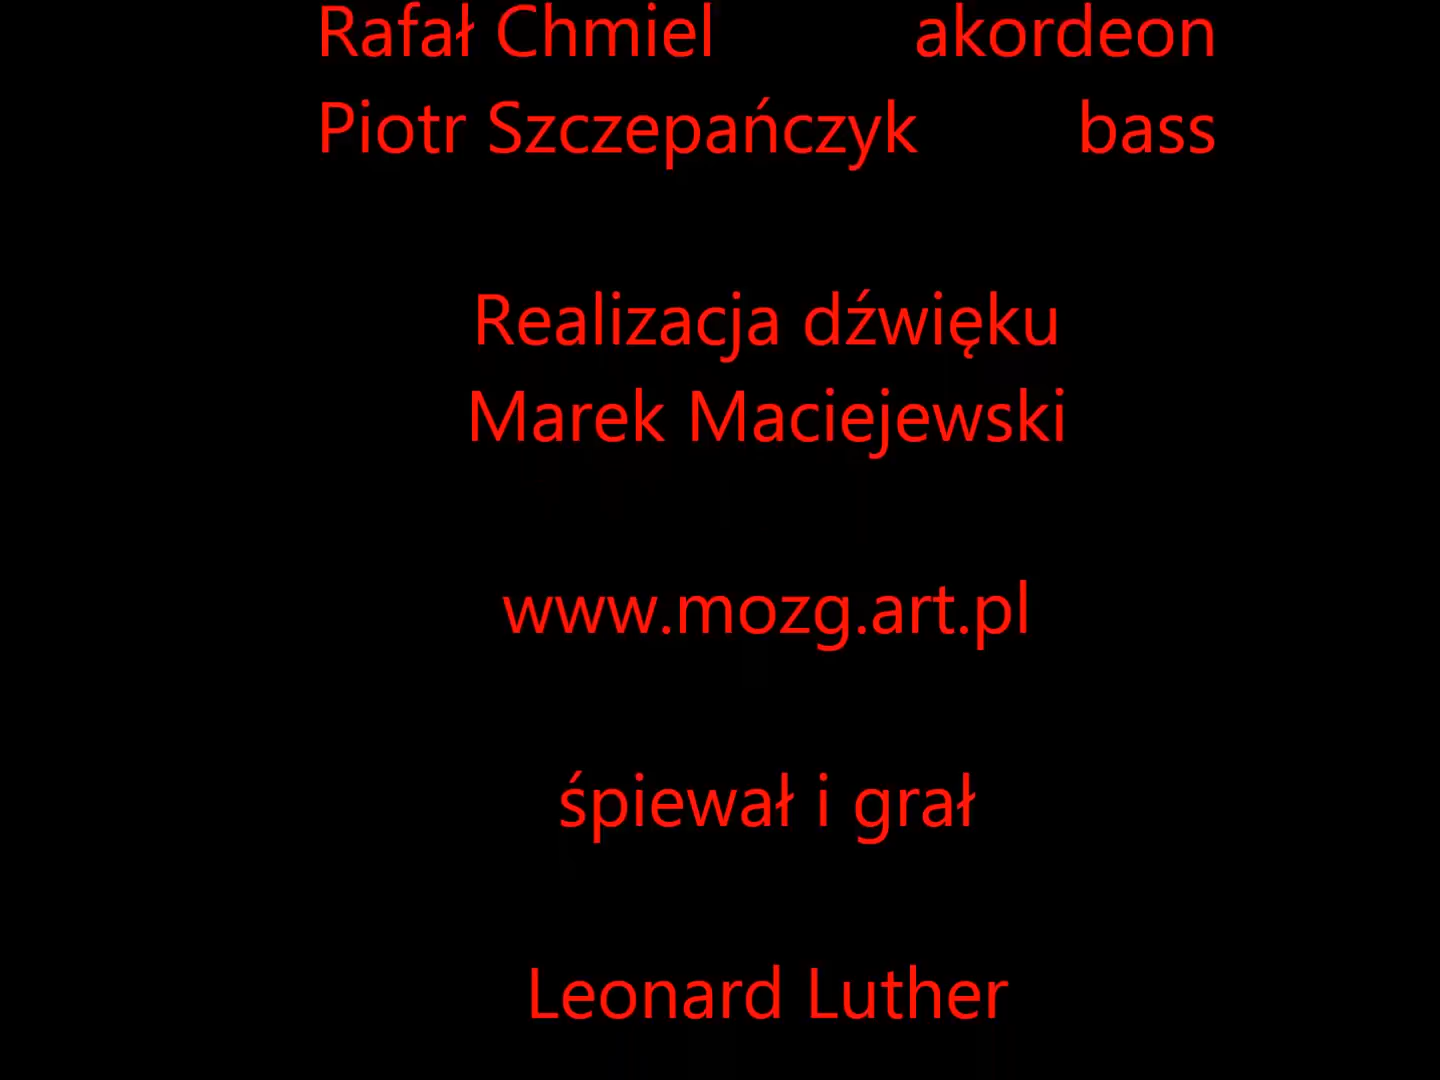 Rafał Chmiel akordeon
Piotr Szczepańczyk bass
Realizacja dźwięku
Marek Maciejewski
www.mozg.art.pl
śpiewał i grał
Leonard Luther